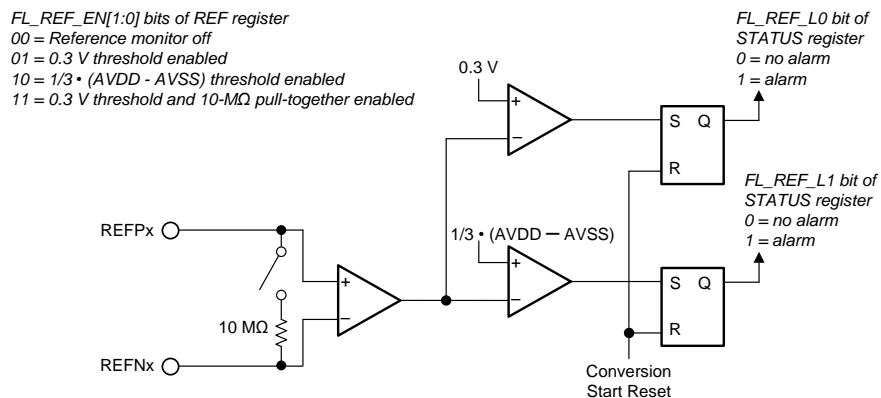 FL_REF_EN[1:0] bits of REF register
00 = Reference monitor off
01 = 0.3 V threshold enabled
10 = 1/3 • (AVDD - AVSS) threshold enabled
11 = 0.3 V threshold and 10-MΩ pull-together enabled
FL_REF_L0 bit of
STATUS register
0 = no alarm
1 = alarm
0.3 V
+
−
S Q
R
FL_REF_L1 bit of
STATUS register
0 = no alarm
1 = alarm
REFPx
1/3 • (AVDD − AVSS)
+
−
S Q
R
+
−
10 MΩ
REFNx
Conversion
Start Reset